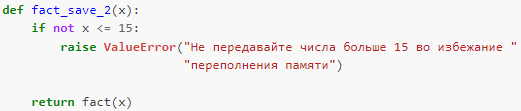 def fact_save_2(x):
    if not x <= 15:
        raise ValueError("Не передавайте числа больше 15 во избежание "
                         "переполнения памяти")

    return fact(x)